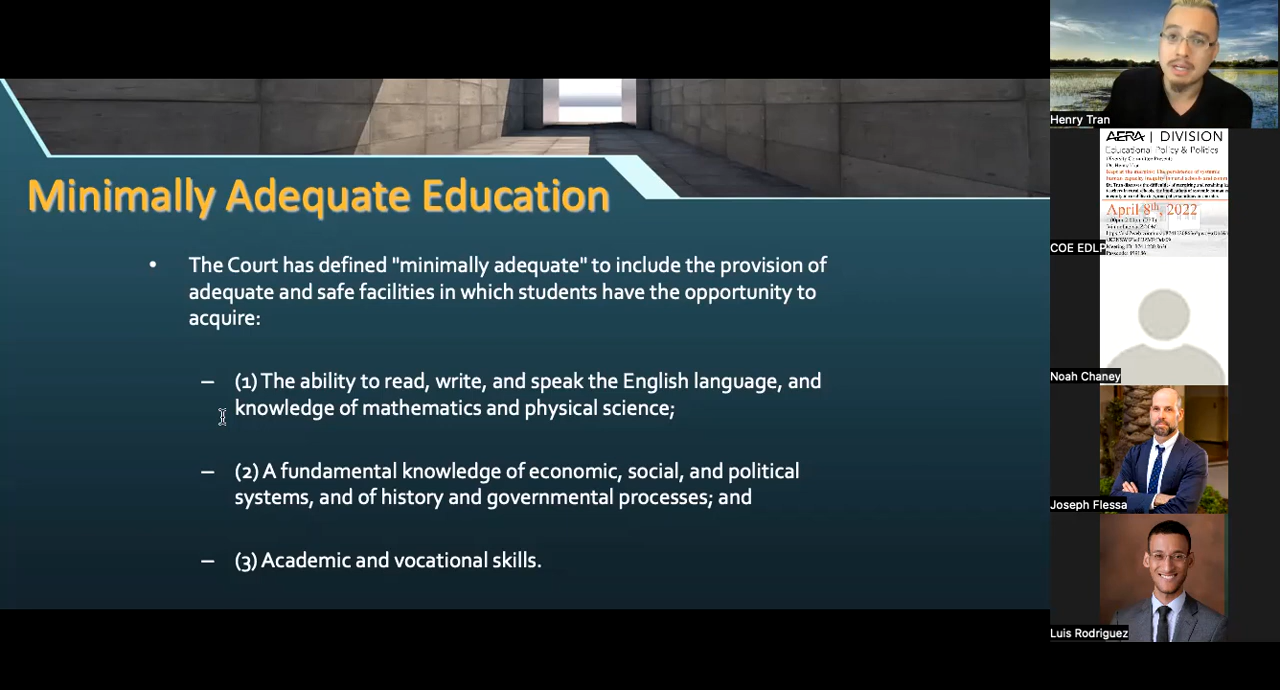 Minimally Adequate Education
• The Court has defined "minimally adequate" to include the provision of
adequate and safe facilities in which students have the opportunity to
acquire:
– (1) The ability to read, write, and speak the English language, and
knowledge of mathematics and physical science;
– (2) A fundamental knowledge of economic, social, and political
systems, and of history and governmental processes; and
– (3) Academic and vocational skills.
Henry Tran
AERA | DIVISION
Educational Policy & Politics
Diversity Committee Presents
April 8th, 2022
COE EDLP
Noah Chaney
Joseph Flessa
Luis Rodriguez